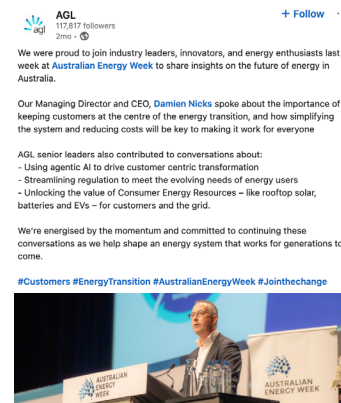 agl
AGL
+ Follow
117,817 followers
2mo •
We were proud to join industry leaders, innovators, and energy enthusiasts last
week at Australian Energy Week to share insights on the future of energy in
Australia.
Our Managing Director and CEO, Damien Nicks spoke about the importance of
keeping customers at the centre of the energy transition, and how simplifying
the system and reducing costs will be key to making it work for everyone
AGL senior leaders also contributed to conversations about:
- Using agentic AI to drive customer centric transformation
- Streamlining regulation to meet the evolving needs of energy users
- Unlocking the value of Consumer Energy Resources – like rooftop solar,
batteries and EVs – for customers and the grid.
We're energised by the momentum and committed to continuing these
conversations as we help shape an energy system that works for generations to
come.
#Customers #EnergyTransition #AustralianEnergyWeek #Jointhechange
AUSTRALIAN
ENERGY
WEEK
AUSTRALIAN
ENERGY WEEK